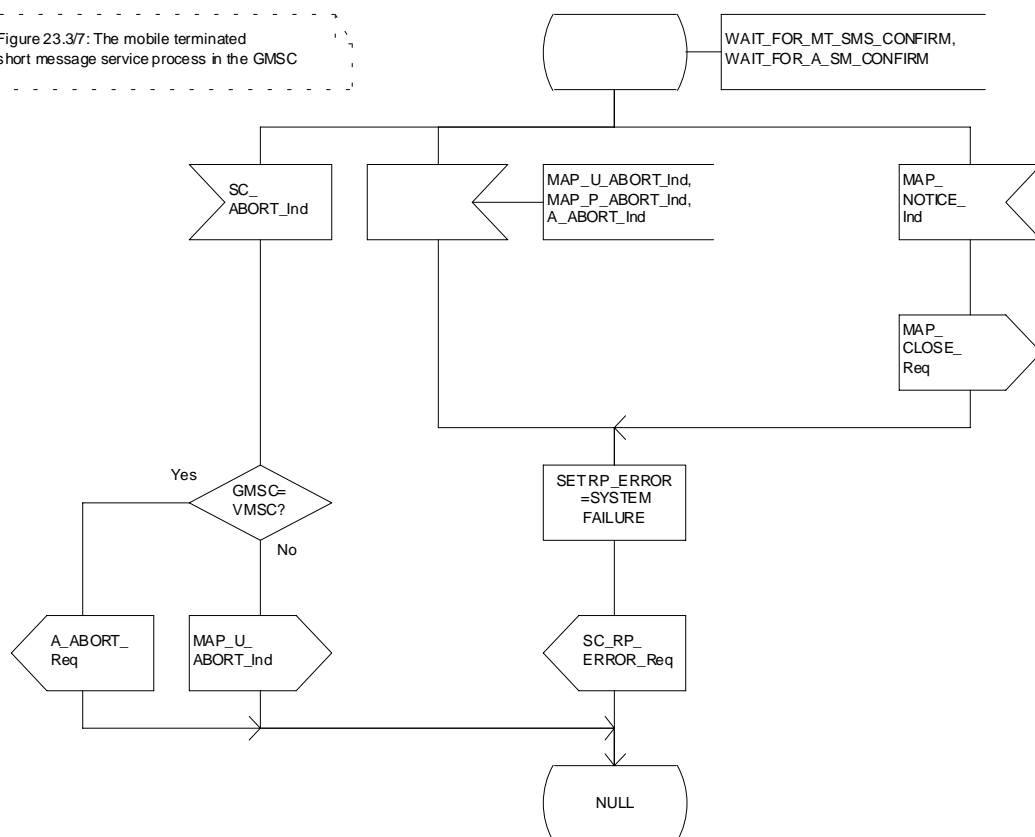 Figure 23.3/7: The mobile terminated
short message service process in the GMSC
WAIT_FOR_MT_SMS_CONFIRM,
WAIT_FOR_A_SM_CONFIRM
SC_
ABORT_Ind
MAP_U_ABORT_Ind,
MAP_P_ABORT_Ind,
A_ABORT_Ind
MAP_
NOTICE_
Ind
MAP_
CLOSE_
Req
Yes
GMSC=
VMSC?
No
SET RP_ERROR
=SYSTEM
FAILURE
A_ABORT_
Req
MAP_U_
ABORT_Ind
SC_RP_
ERROR_Req
NULL